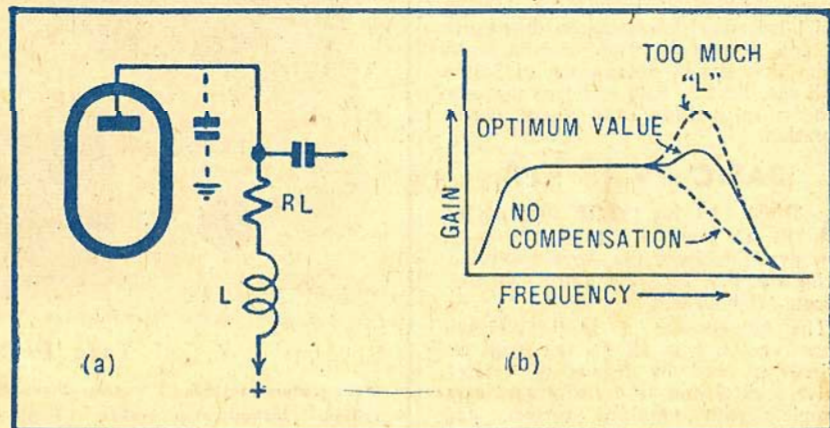 RL
L
(a)
+
TOO MUCH
"L"
OPTIMUM VALUE
GAIN
NO
COMPENSATION
FREQUENCY
(b)